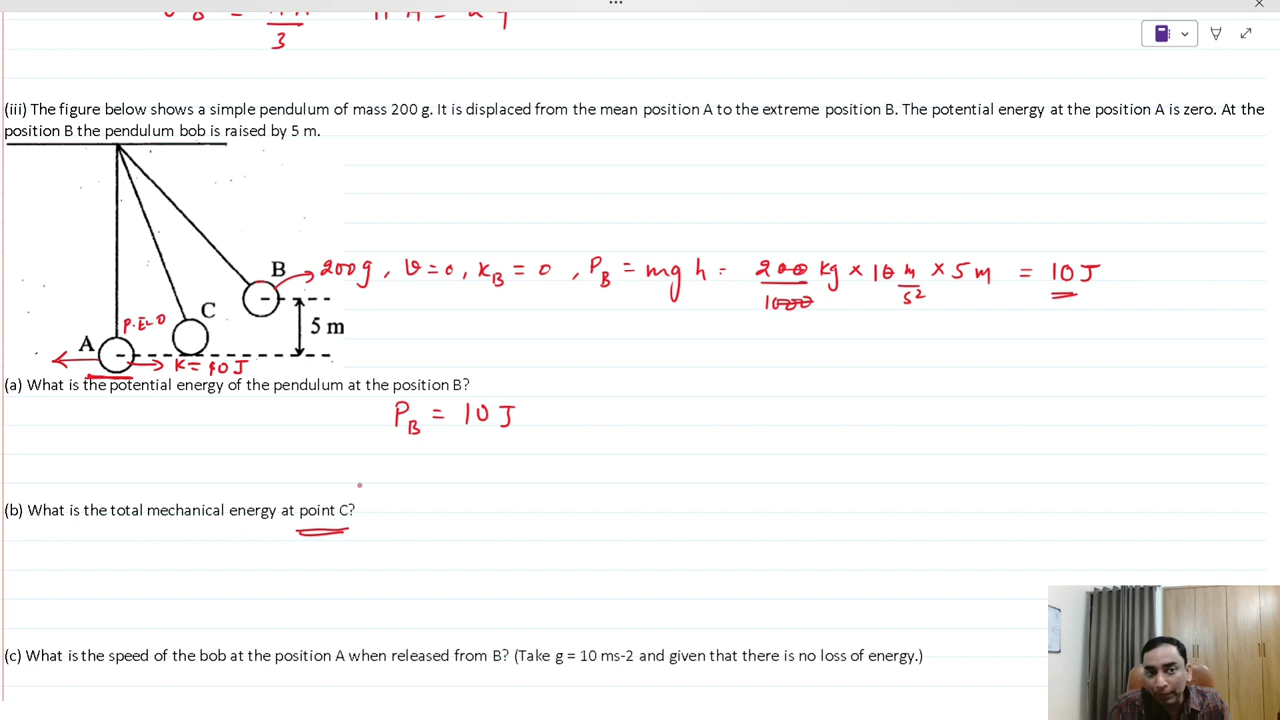 3
(iii) The figure below shows a simple pendulum of mass 200 g. It is displaced from the mean position A to the extreme position B. The potential energy at the position A is zero. At the
position B the pendulum bob is raised by 5 m.
B
200g, v=0, K_B = 0, P_B = mgh = 200/1000 kg × 10 m/s² × 5 m = 10 J
C
P.E=0
5 m
A
K = 10 J
(a) What is the potential energy of the pendulum at the position B?
P_B = 10 J
(b) What is the total mechanical energy at point C?
(c) What is the speed of the bob at the position A when released from B? (Take g = 10 ms-2 and given that there is no loss of energy.)